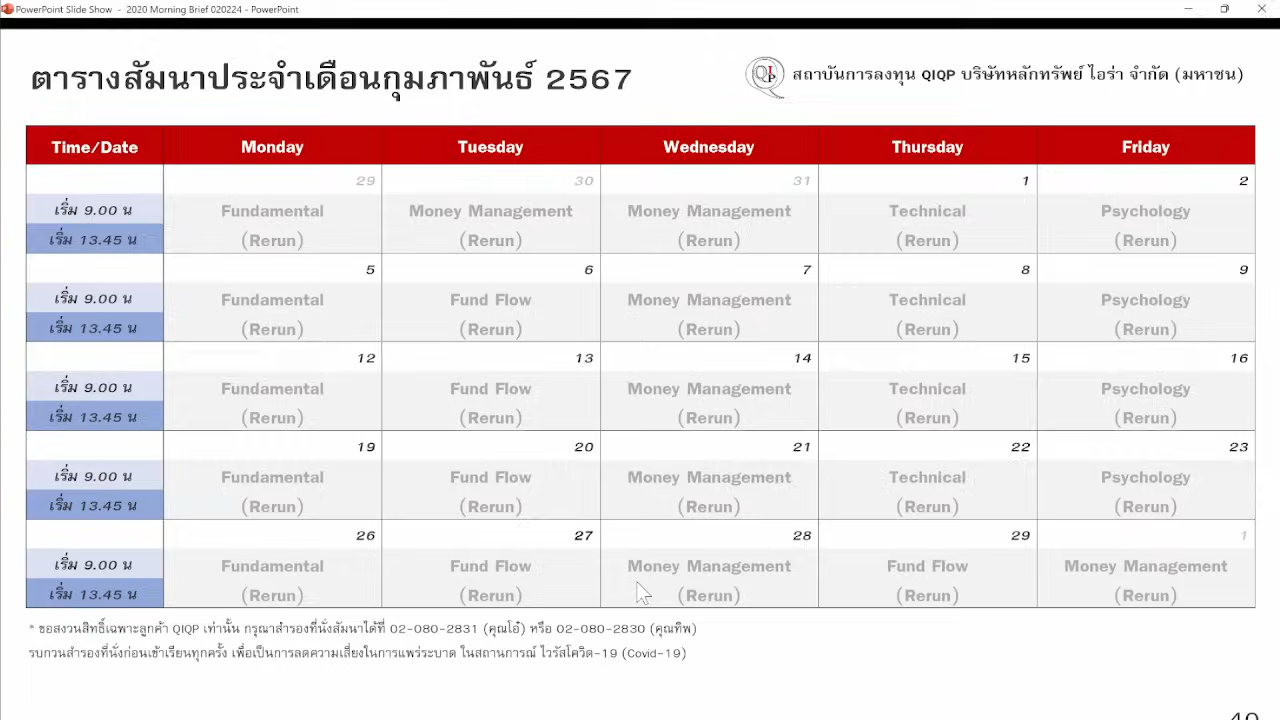 PowerPoint Slide Show - 2020 Morning Brief 020224 - PowerPoint
ตารางสัมนาประจำเดือนกุมภาพันธ์ 2567
QIQP สถาบันการลงทุน QIQP บริษัทหลักทรัพย์ ไอร่า จำกัด (มหาชน)
Time/Date Monday Tuesday Wednesday Thursday Friday
29 30 31 1 2
เริ่ม 9.00 น Fundamental Money Management Money Management Technical Psychology
เริ่ม 13.45 น (Rerun) (Rerun) (Rerun) (Rerun) (Rerun)
5 6 7 8 9
เริ่ม 9.00 น Fundamental Fund Flow Money Management Technical Psychology
เริ่ม 13.45 น (Rerun) (Rerun) (Rerun) (Rerun) (Rerun)
12 13 14 15 16
เริ่ม 9.00 น Fundamental Fund Flow Money Management Technical Psychology
เริ่ม 13.45 น (Rerun) (Rerun) (Rerun) (Rerun) (Rerun)
19 20 21 22 23
เริ่ม 9.00 น Fundamental Fund Flow Money Management Technical Psychology
เริ่ม 13.45 น (Rerun) (Rerun) (Rerun) (Rerun) (Rerun)
26 27 28 29 1
เริ่ม 9.00 น Fundamental Fund Flow Money Management Fund Flow Money Management
เริ่ม 13.45 น (Rerun) (Rerun) (Rerun) (Rerun) (Rerun)
* ขอสงวนสิทธิ์เฉพาะลูกค้า QIQP เท่านั้น กรุณาสำรองที่นั่งสัมนาได้ที่ 02-080-2831 (คุณโอ๋) หรือ 02-080-2830 (คุณทิพ)
รบกวนสำรองที่นั่งก่อนเข้าเรียนทุกครั้ง เพื่อเป็นการลดความเสี่ยงในการแพร่ระบาด ในสถานการณ์ ไวรัสโควิด-19 (Covid-19)